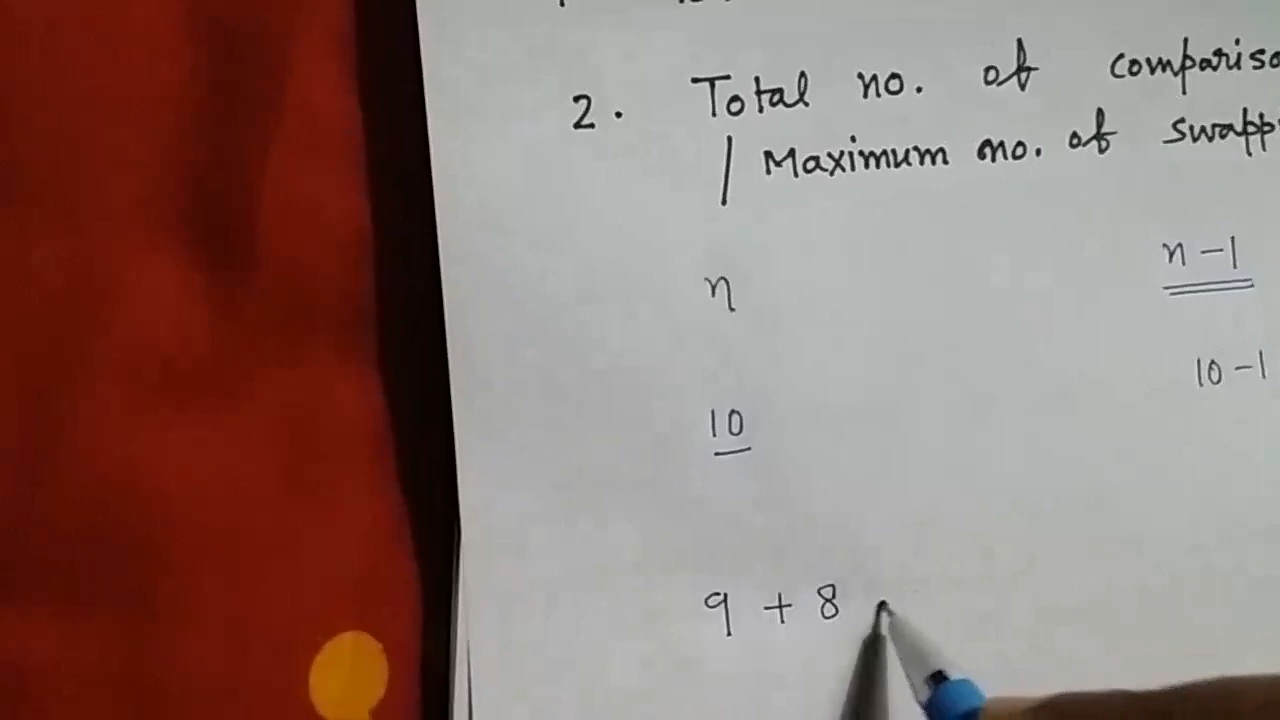 2. Total no. of
/ Maximum no. of
n
n-1
10-1
10
9 + 8